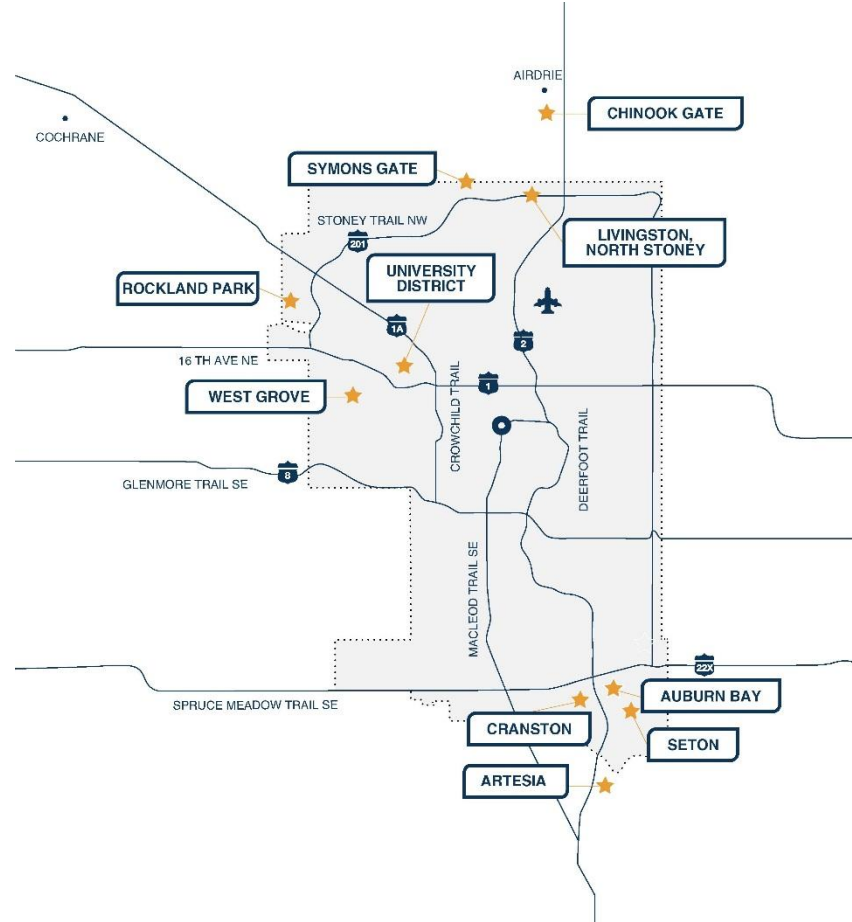 AIRDRIE
CHINOOK GATE
COCHRANE
SYMONS GATE
STONEY TRAIL NW
201
LIVINGSTON,
NORTH STONEY
UNIVERSITY
DISTRICT
ROCKLAND PARK
1A
2
16 TH AVE NE
1
WEST GROVE
CROWCHILD TRAIL
DEERFOOT TRAIL
8
GLENMORE TRAIL SE
MACLEOD TRAIL SE
22X
AUBURN BAY
SPRUCE MEADOW TRAIL SE
CRANSTON
SETON
ARTESIA